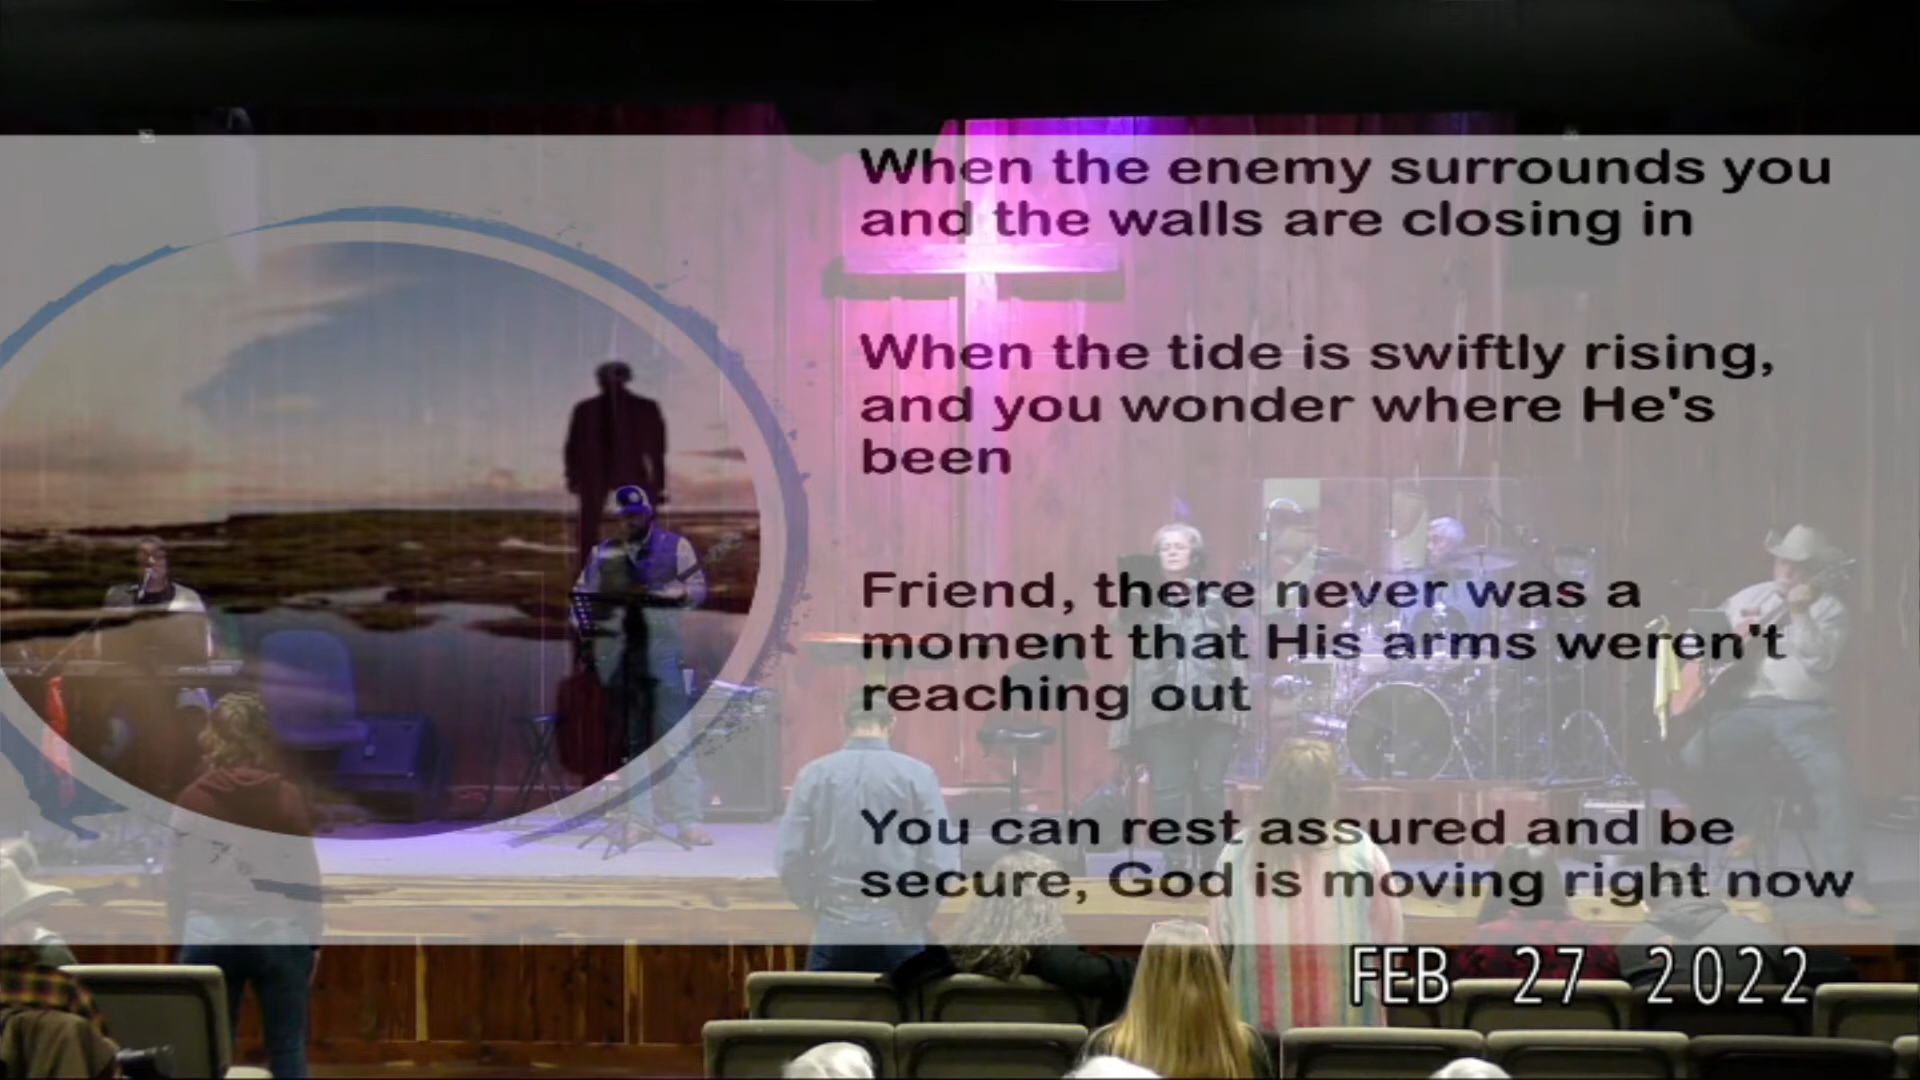 When the enemy surrounds you
and the walls are closing in
When the tide is swiftly rising,
and you wonder where He's
been
Friend, there never was a
moment that His arms weren't
reaching out
You can rest assured and be
secure, God is moving right now
FEB 27 2022